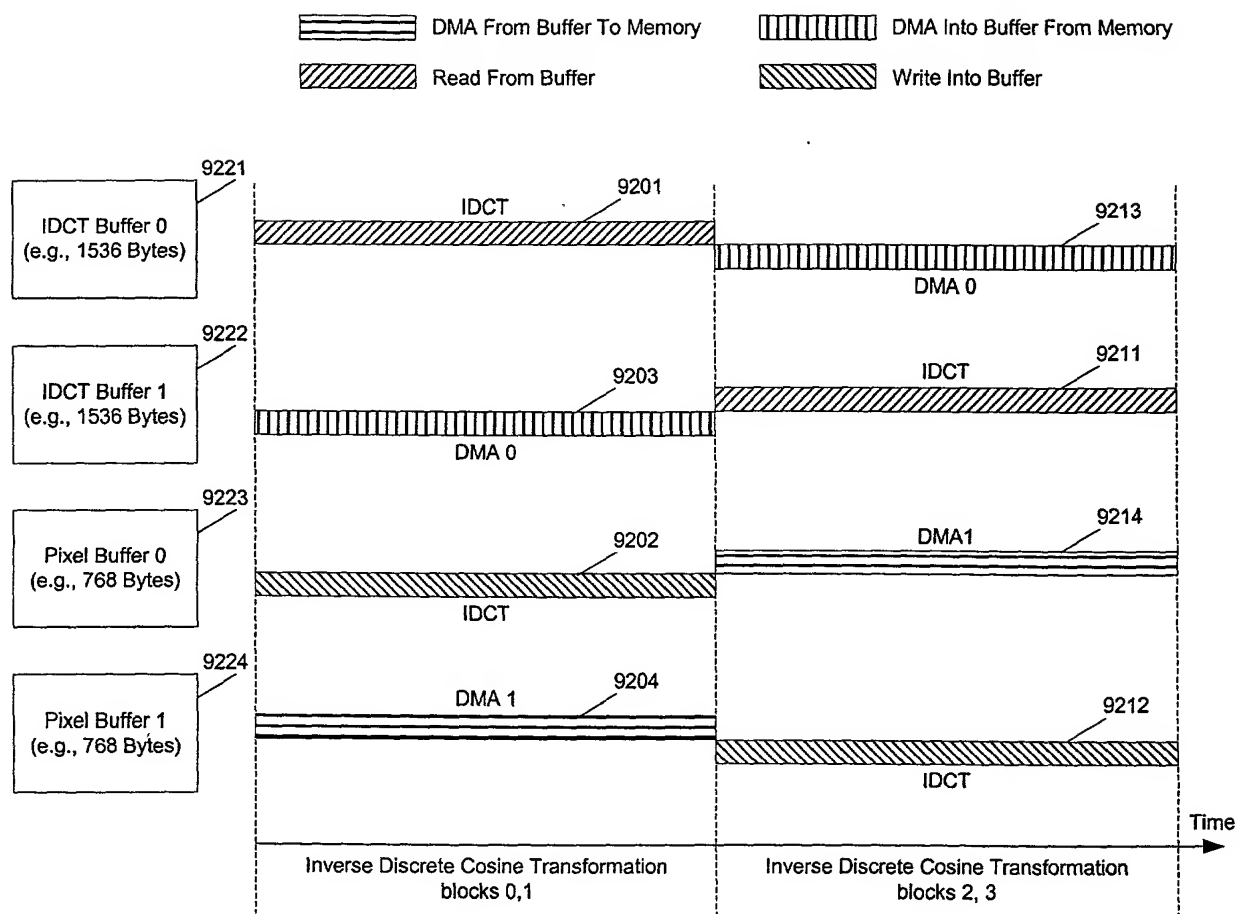 DMA From Buffer To Memory
DMA Into Buffer From Memory
Read From Buffer
Write Into Buffer
9221
IDCT Buffer 0
(e.g., 1536 Bytes)
9201
IDCT
9213
DMA 0
9222
IDCT Buffer 1
(e.g., 1536 Bytes)
9203
DMA 0
9211
IDCT
9223
Pixel Buffer 0
(e.g., 768 Bytes)
9202
IDCT
9214
DMA1
9224
Pixel Buffer 1
(e.g., 768 Bytes)
9204
DMA 1
9212
IDCT
Time
Inverse Discrete Cosine Transformation
blocks 0,1
Inverse Discrete Cosine Transformation
blocks 2, 3